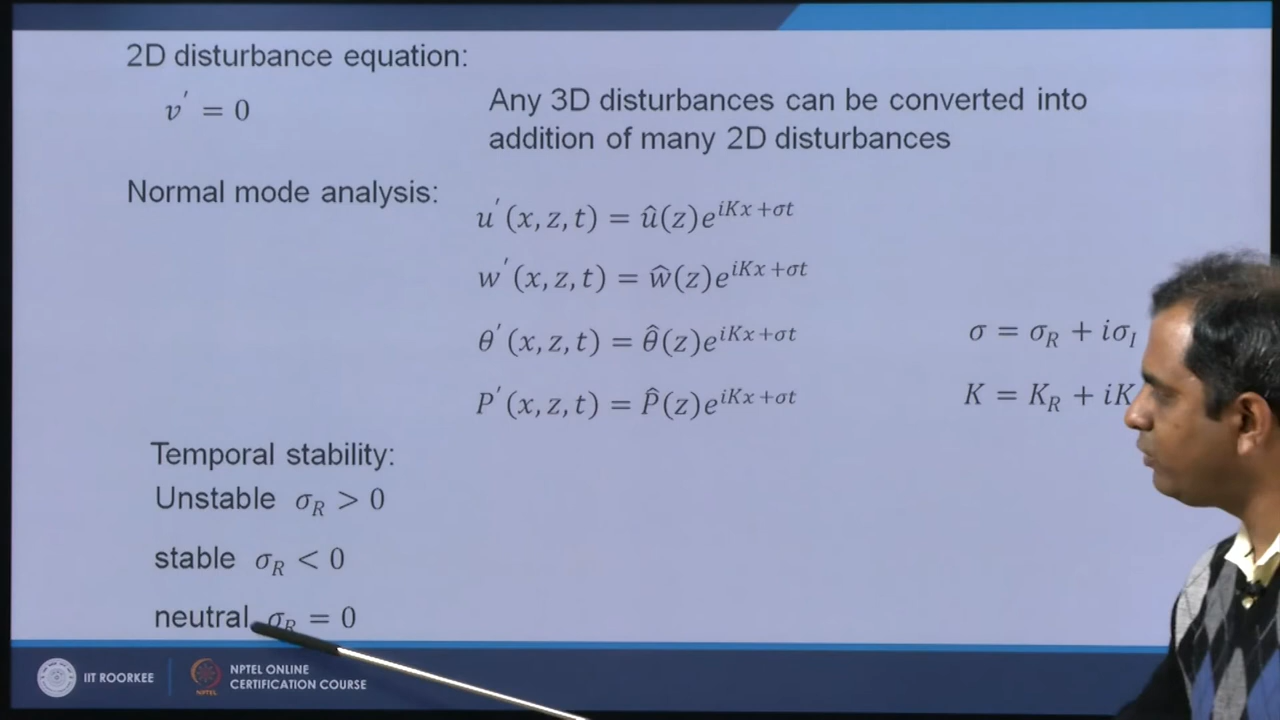 2D disturbance equation:
v′ = 0
Any 3D disturbances can be converted into
addition of many 2D disturbances
Normal mode analysis:
u′(x, z, t) = û(z)e^{iKx+σt}
w′(x, z, t) = ŵ(z)e^{iKx+σt}
θ′(x, z, t) = θ̂(z)e^{iKx+σt}
P′(x, z, t) = P̂(z)e^{iKx+σt}
σ = σ_R + iσ_I
K = K_R + iK
Temporal stability:
Unstable σ_R > 0
stable σ_R < 0
neutral σ_R = 0
IIT ROORKEE
NPTEL
NPTEL ONLINE
CERTIFICATION COURSE